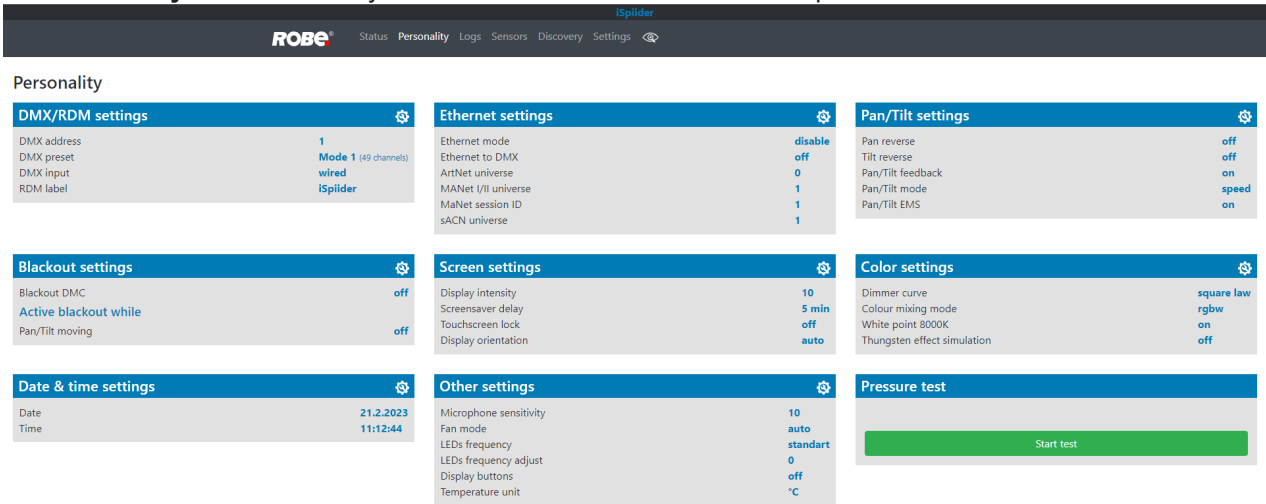 iSpiider
ROBE® Status Personality Logs Sensors Discovery Settings
Personality
DMX/RDM settings
DMX address 1
DMX preset Mode 1 (49 channels)
DMX input wired
RDM label iSpiider
Ethernet settings
Ethernet mode disable
Ethernet to DMX off
ArtNet universe 0
MANet I/II universe 1
MaNet session ID 1
sACN universe 1
Pan/Tilt settings
Pan reverse off
Tilt reverse off
Pan/Tilt feedback on
Pan/Tilt mode speed
Pan/Tilt EMS on
Blackout settings
Blackout DMC off
Active blackout while
Pan/Tilt moving off
Screen settings
Display intensity 10
Screensaver delay 5 min
Touchscreen lock off
Display orientation auto
Color settings
Dimmer curve square law
Colour mixing mode rgbw
White point 8000K on
Thungsten effect simulation off
Date & time settings
Date 21.2.2023
Time 11:12:44
Other settings
Microphone sensitivity 10
Fan mode auto
LEDs frequency standart
LEDs frequency adjust 0
Display buttons off
Temperature unit °C
Pressure test
Start test